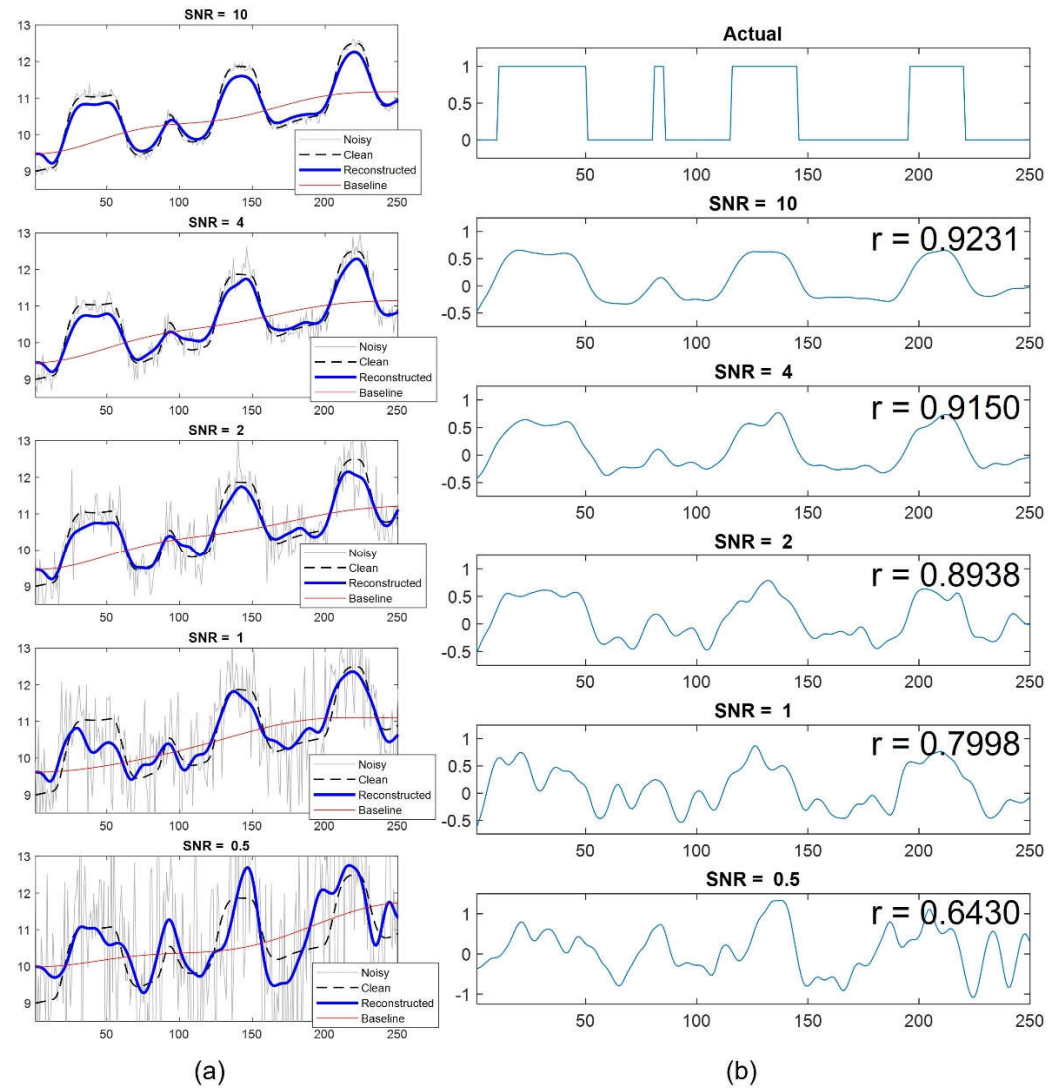 SNR = 10
13
12
11
10
9
50
100
150
200
250
Noisy
Clean
Reconstructed
Baseline
SNR = 4
13
12
11
10
9
50
100
150
200
250
Noisy
Clean
Reconstructed
Baseline
SNR = 2
13
12
11
10
9
50
100
150
200
250
Noisy
Clean
Reconstructed
Baseline
SNR = 1
13
12
11
10
9
50
100
150
200
250
Noisy
Clean
Reconstructed
Baseline
SNR = 0.5
13
12
11
10
9
50
100
150
200
250
Noisy
Clean
Reconstructed
Baseline
(a)
Actual
1
0.5
0
50
100
150
200
250
SNR = 10
r = 0.9231
1
0.5
0
-0.5
50
100
150
200
250
SNR = 4
r = 0.9150
1
0.5
0
-0.5
50
100
150
200
250
SNR = 2
r = 0.8938
1
0.5
0
-0.5
50
100
150
200
250
SNR = 1
r = 0.7998
1
0.5
0
-0.5
50
100
150
200
250
SNR = 0.5
r = 0.6430
1
0
-1
50
100
150
200
250
(b)